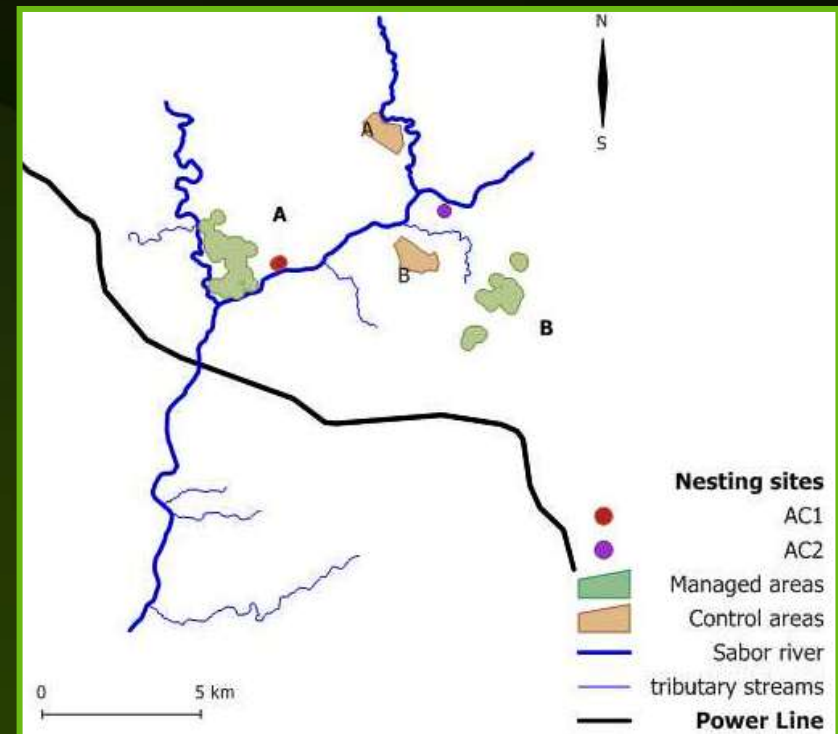 N
S
A
A
B
B
Nesting sites
AC1
AC2
Managed areas
Control areas
Sabor river
tributary streams
Power Line
0 5 km